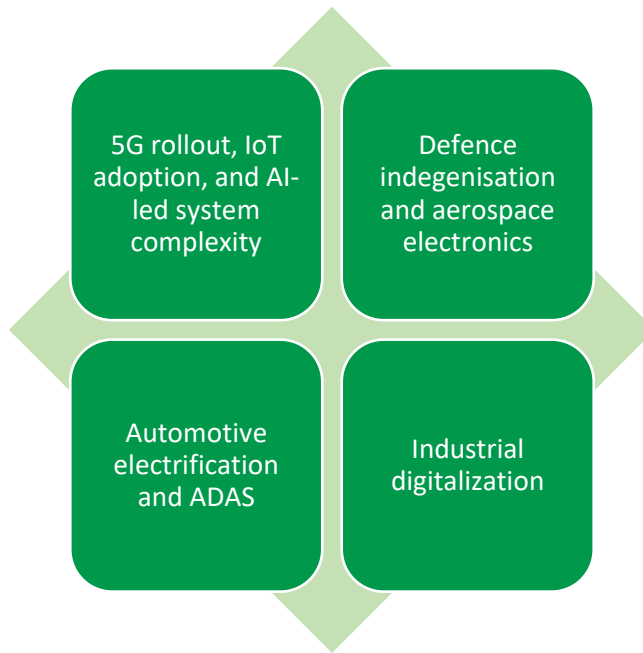 5G rollout, IoT
adoption, and AI-
led system
complexity
Defence
indegenisation
and aerospace
electronics
Automotive
electrification
and ADAS
Industrial
digitalization